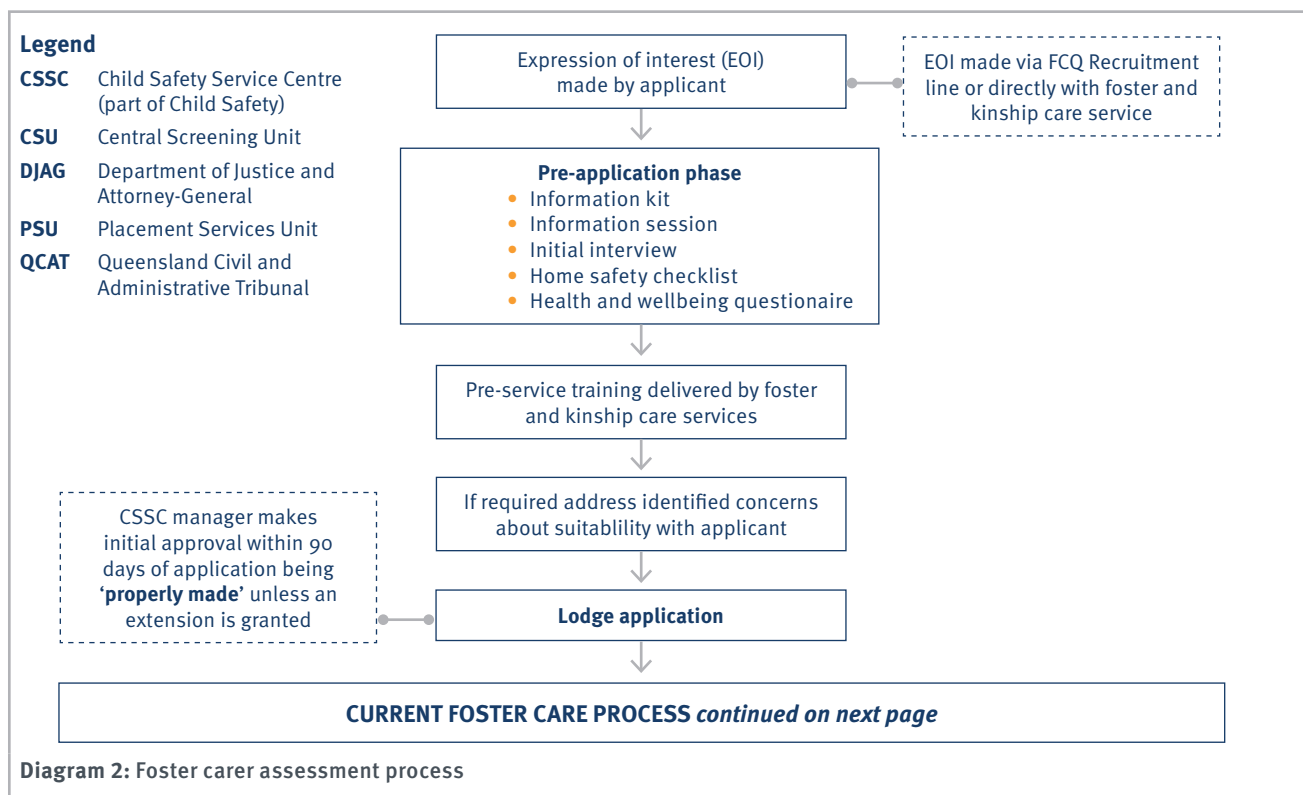 Legend
CSSC Child Safety Service Centre
(part of Child Safety)
CSU Central Screening Unit
DJAG Department of Justice and
Attorney-General
PSU Placement Services Unit
QCAT Queensland Civil and
Administrative Tribunal
Expression of interest (EOI)
made by applicant
EOI made via FCQ Recruitment
line or directly with foster and
kinship care service
Pre-application phase
• Information kit
• Information session
• Initial interview
• Home safety checklist
• Health and wellbeing questionaire
Pre-service training delivered by foster
and kinship care services
If required address identified concerns
about suitablility with applicant
CSSC manager makes
initial approval within 90
days of application being
‘properly made’ unless an
extension is granted
Lodge application
CURRENT FOSTER CARE PROCESS continued on next page
Diagram 2: Foster carer assessment process